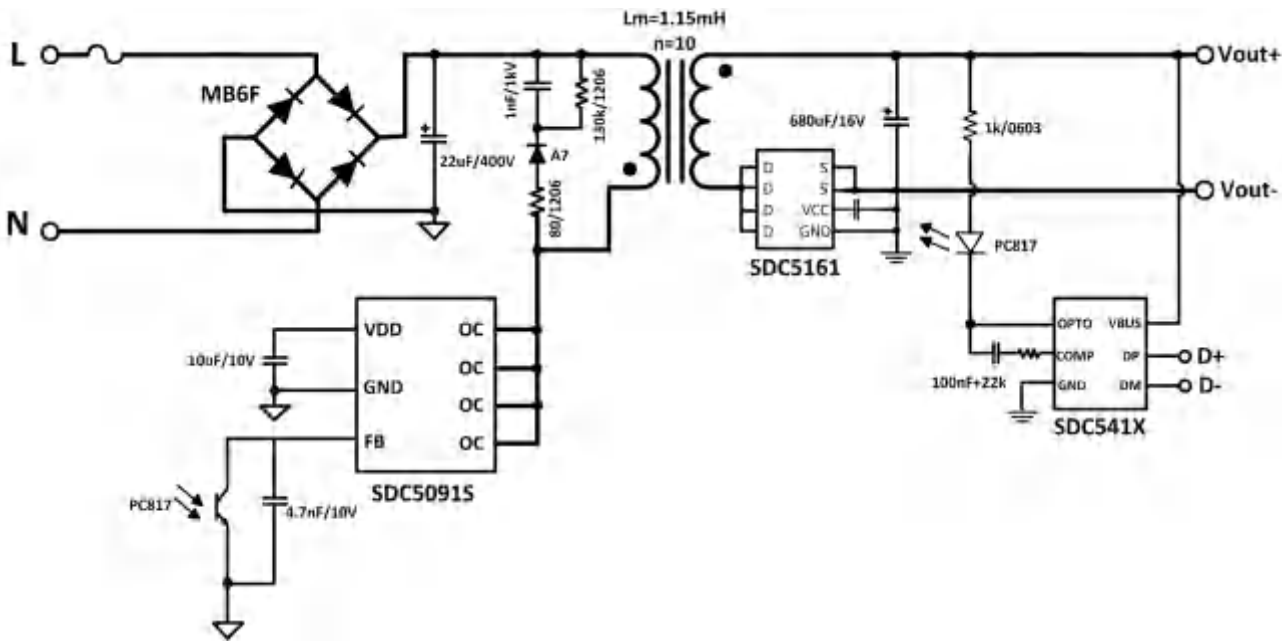 Lm=1.15mH
n=10
L
Vout+
MB6F
1nF/1kV
130k/1206
680uF/16V
1k/0603
22uF/400V
A7
D
S
D
S
D
VCC
D
GND
Vout-
N
80/1206
SDC5161
PC817
VDD
OC
OPTO
VBUS
10uF/10V
OC
COMP
DP
D+
GND
100nF+22k
OC
GND
DM
D-
SDC541X
FB
OC
SDC5091S
PC817
4.7nF/10V